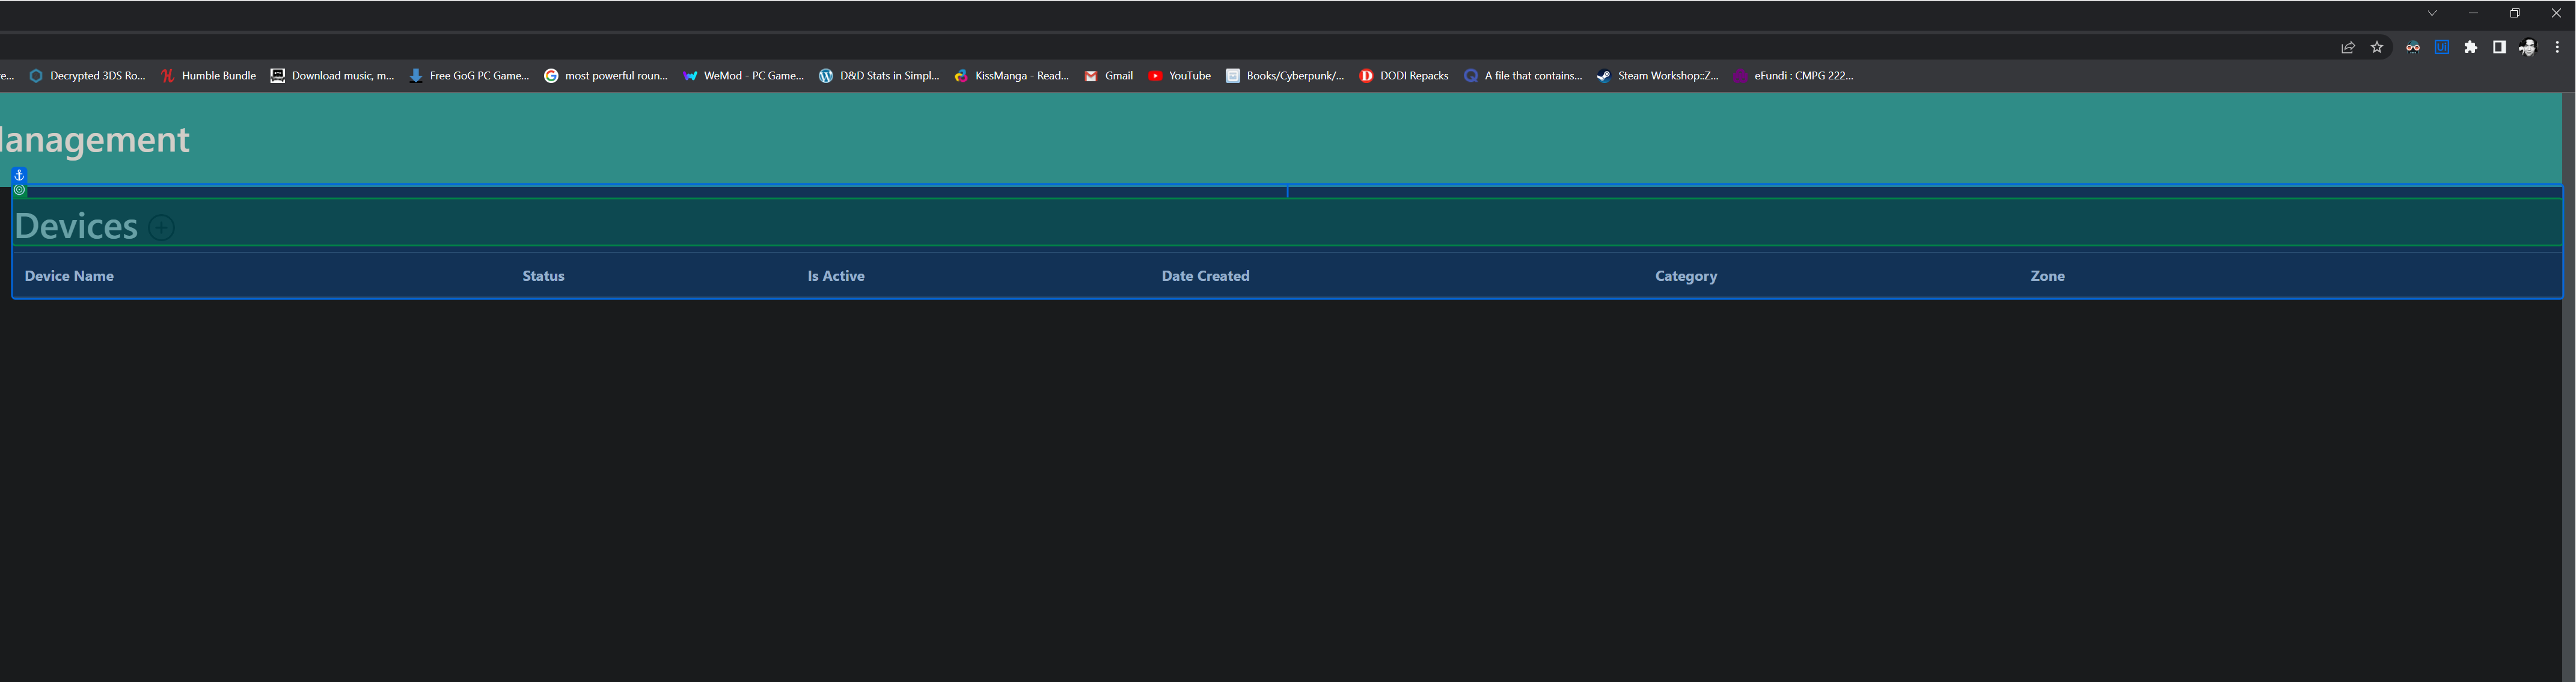 re... Decrypted 3DS Ro... Humble Bundle Download music, m... Free GoG PC Game... most powerful roun... WeMod - PC Game... D&D Stats in Simpl... KissManga - Read... Gmail YouTube Books/Cyberpunk/... DODI Repacks A file that contains... Steam Workshop::Z... eFundi : CMPG 222...
Management
Devices
Device Name Status Is Active Date Created Category Zone